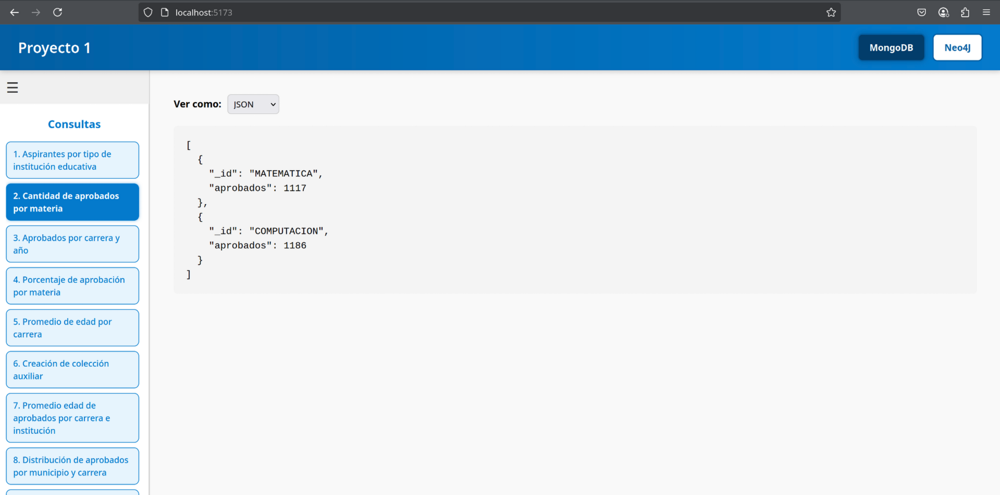 localhost:5173
Proyecto 1
MongoDB
Neo4J
Consultas
1. Aspirantes por tipo de
institución educativa
2. Cantidad de aprobados
por materia
3. Aprobados por carrera y
año
4. Porcentaje de aprobación
por materia
5. Promedio de edad por
carrera
6. Creación de colección
auxiliar
7. Promedio edad de
aprobados por carrera e
institución
8. Distribución de aprobados
por municipio y carrera
Ver como: JSON
[
  {
    "_id": "MATEMATICA",
    "aprobados": 1117
  },
  {
    "_id": "COMPUTACION",
    "aprobados": 1186
  }
]